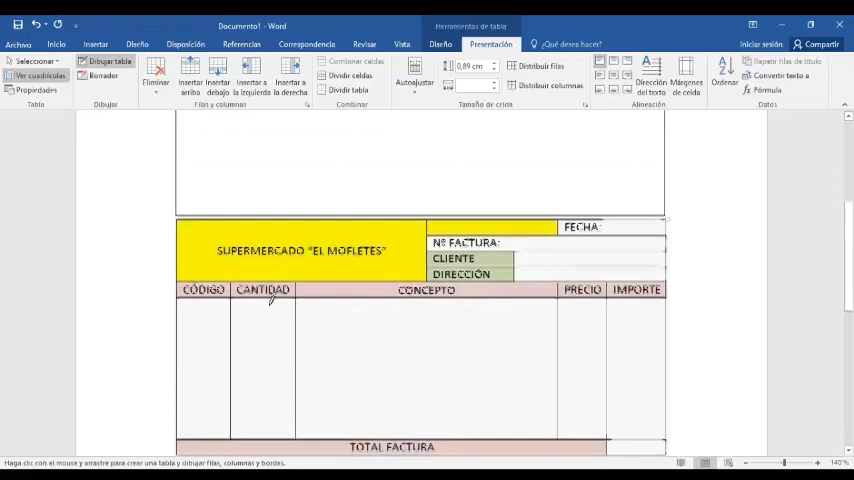 Documento1 - Word
Herramientas de tabla
Archivo Inicio Insertar Diseño Disposición Referencias Correspondencia Revisar Vista Diseño Presentación ¿Qué desea hacer? Iniciar sesión Compartir
Seleccionar
Ver cuadrículas
Propiedades
Tabla
Dibujar tabla
Borrador
Dibujar
Eliminar
Insertar arriba
Insertar debajo
Insertar a la izquierda
Insertar a la derecha
Filas y columnas
Combinar celdas
Dividir celdas
Dividir tabla
Combinar
Autoajustar
0,89 cm
Distribuir filas
Distribuir columnas
Tamaño de celda
Dirección del texto
Márgenes de celda
Alineación
Ordenar
Repetir filas de título
Convertir texto a
Fórmula
Datos
SUPERMERCADO "EL MOFLETES"
FECHA:
Nº FACTURA:
CLIENTE
DIRECCIÓN
CÓDIGO CANTIDAD CONCEPTO PRECIO IMPORTE
TOTAL FACTURA
Haga clic con el mouse y arrastre para crear una tabla y dibujar filas, columnas y bordes.
140 %